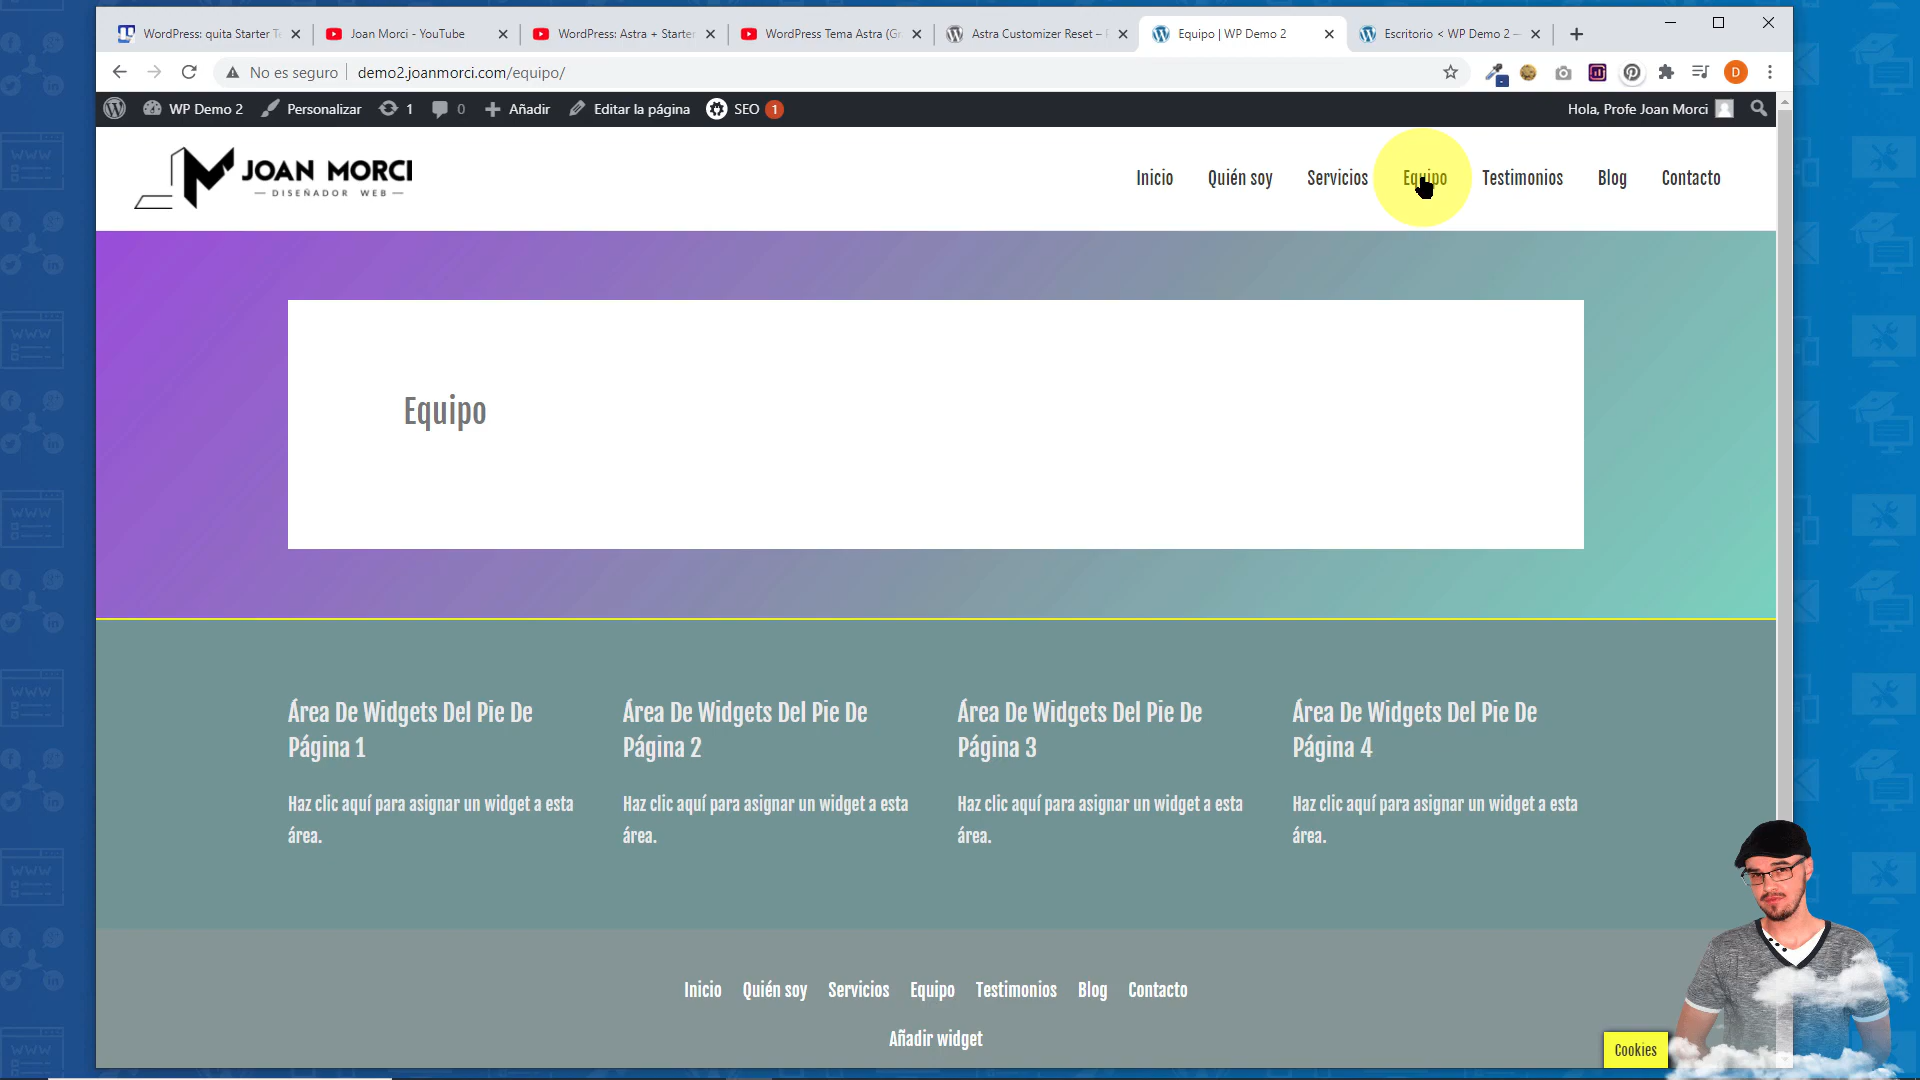 WordPress: quita Starter Te
Joan Morci - YouTube
WordPress: Astra + Starter
WordPress Tema Astra (Gr
Astra Customizer Reset –
Equipo | WP Demo 2
Escritorio < WP Demo 2 —
No es seguro
demo2.joanmorci.com/equipo/
D
WP Demo 2
Personalizar
1
0
Añadir
Editar la página
SEO 1
Hola, Profe Joan Morci
JOAN MORCI
— DISEÑADOR WEB —
Inicio
Quién soy
Servicios
Equipo
Testimonios
Blog
Contacto
Equipo
Área De Widgets Del Pie De
Página 1
Haz clic aquí para asignar un widget a esta
área.
Área De Widgets Del Pie De
Página 2
Haz clic aquí para asignar un widget a esta
área.
Área De Widgets Del Pie De
Página 3
Haz clic aquí para asignar un widget a esta
área.
Área De Widgets Del Pie De
Página 4
Haz clic aquí para asignar un widget a esta
área.
Inicio Quién soy Servicios Equipo Testimonios Blog Contacto
Añadir widget
Cookies